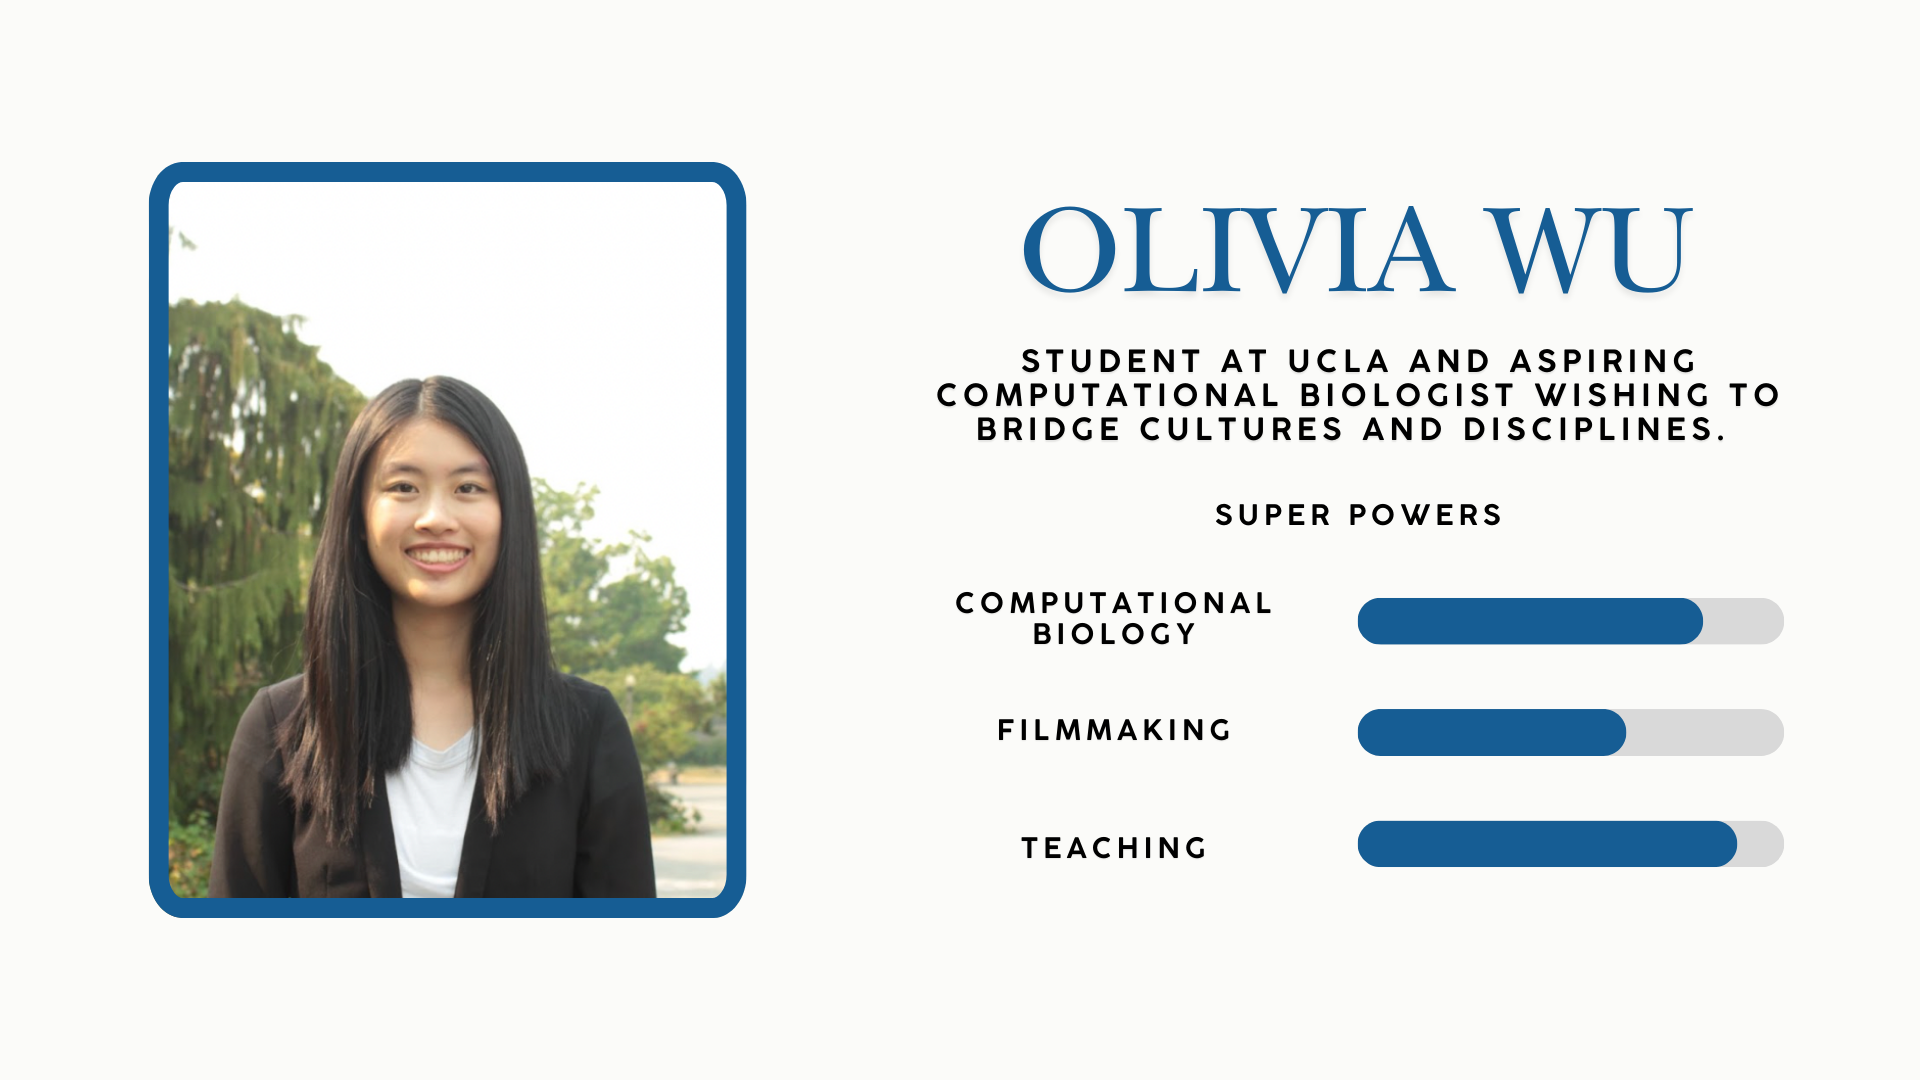 OLIVIA WU
STUDENT AT UCLA AND ASPIRING
COMPUTATIONAL BIOLOGIST WISHING TO
BRIDGE CULTURES AND DISCIPLINES.
SUPER POWERS
COMPUTATIONAL
BIOLOGY
FILMMAKING
TEACHING